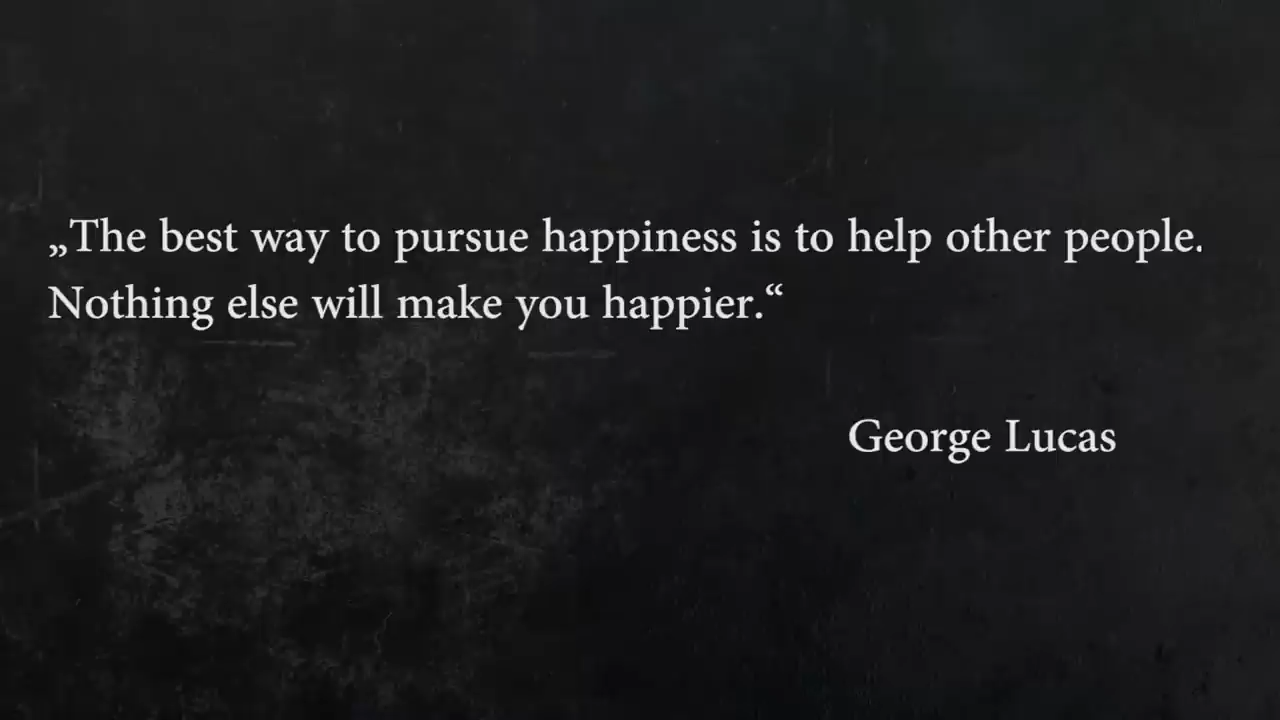 „The best way to pursue happiness is to help other people.
Nothing else will make you happier.“
George Lucas